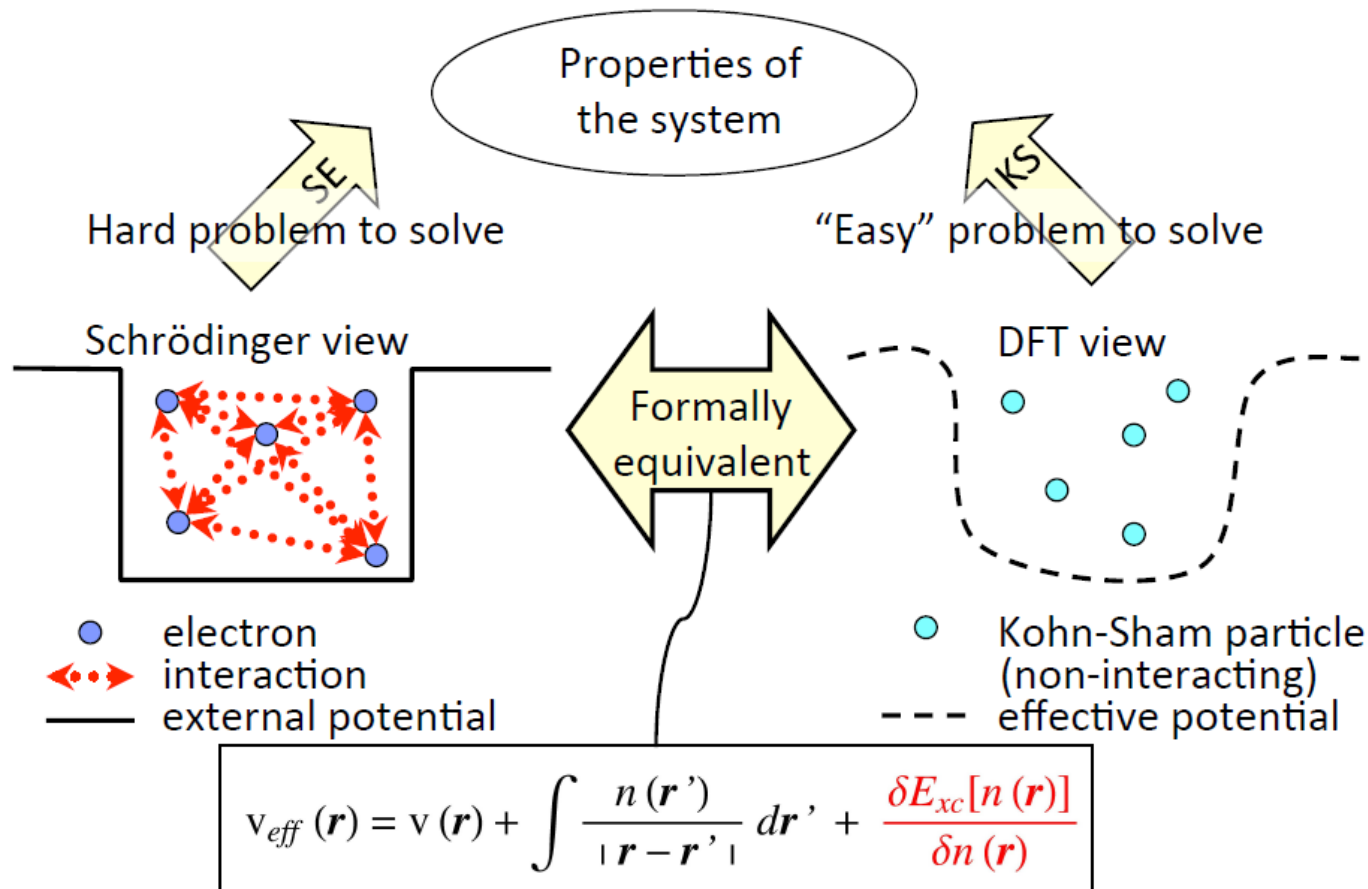 Properties of
the system
SE
KS
Hard problem to solve
“Easy” problem to solve
Schrödinger view
DFT view
Formally
equivalent
electron
interaction
external potential
Kohn-Sham particle
(non-interacting)
effective potential
v_eff (r) = v (r) + ∫ n (r’) / | r – r’ | dr’ + δE_xc[n (r)] / δn (r)